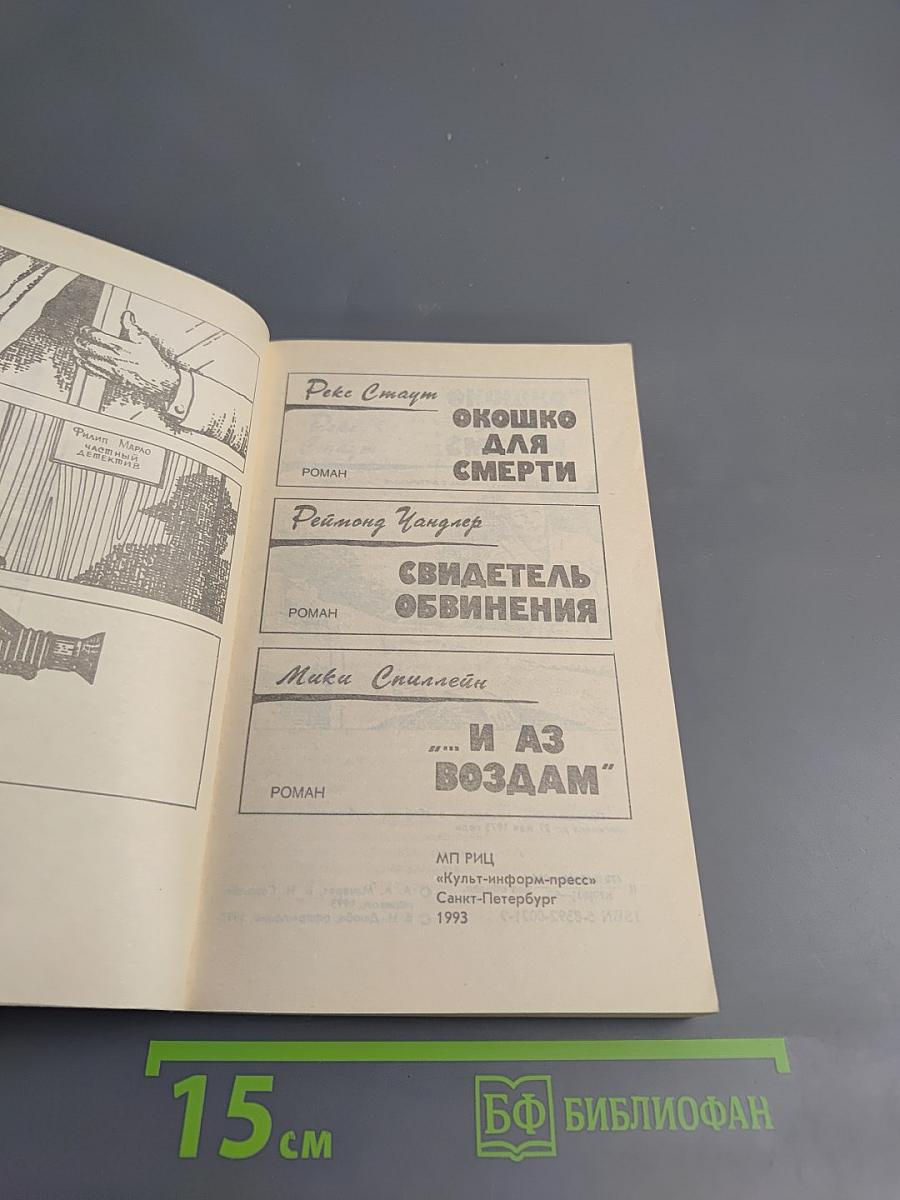 Филип Марло
частный
детектив
Рекс Стаут
ОКОШКО
ДЛЯ
СМЕРТИ
РОМАН
Реймонд Чандлер
СВИДЕТЕЛЬ
ОБВИНЕНИЯ
РОМАН
Мики Спиллейн
„... И АЗ
ВОЗДАМ"
РОМАН
МП РИЦ
«Культ-информ-пресс»
Санкт-Петербург
1993
15 см
БФ БИБЛИОФАН